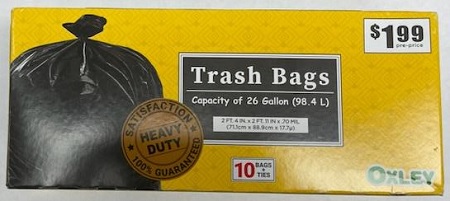 $1.99
pre-price
Trash Bags
Capacity of 26 Gallon (98.4 L)
2 FT. 4 IN. x 2 FT. 11 IN x .70 MIL
(71.1cm x 88.9cm x 17.7μ)
SATISFACTION
HEAVY
DUTY
100% GUARANTEED
10 BAGS
+ TIES
OXLEY